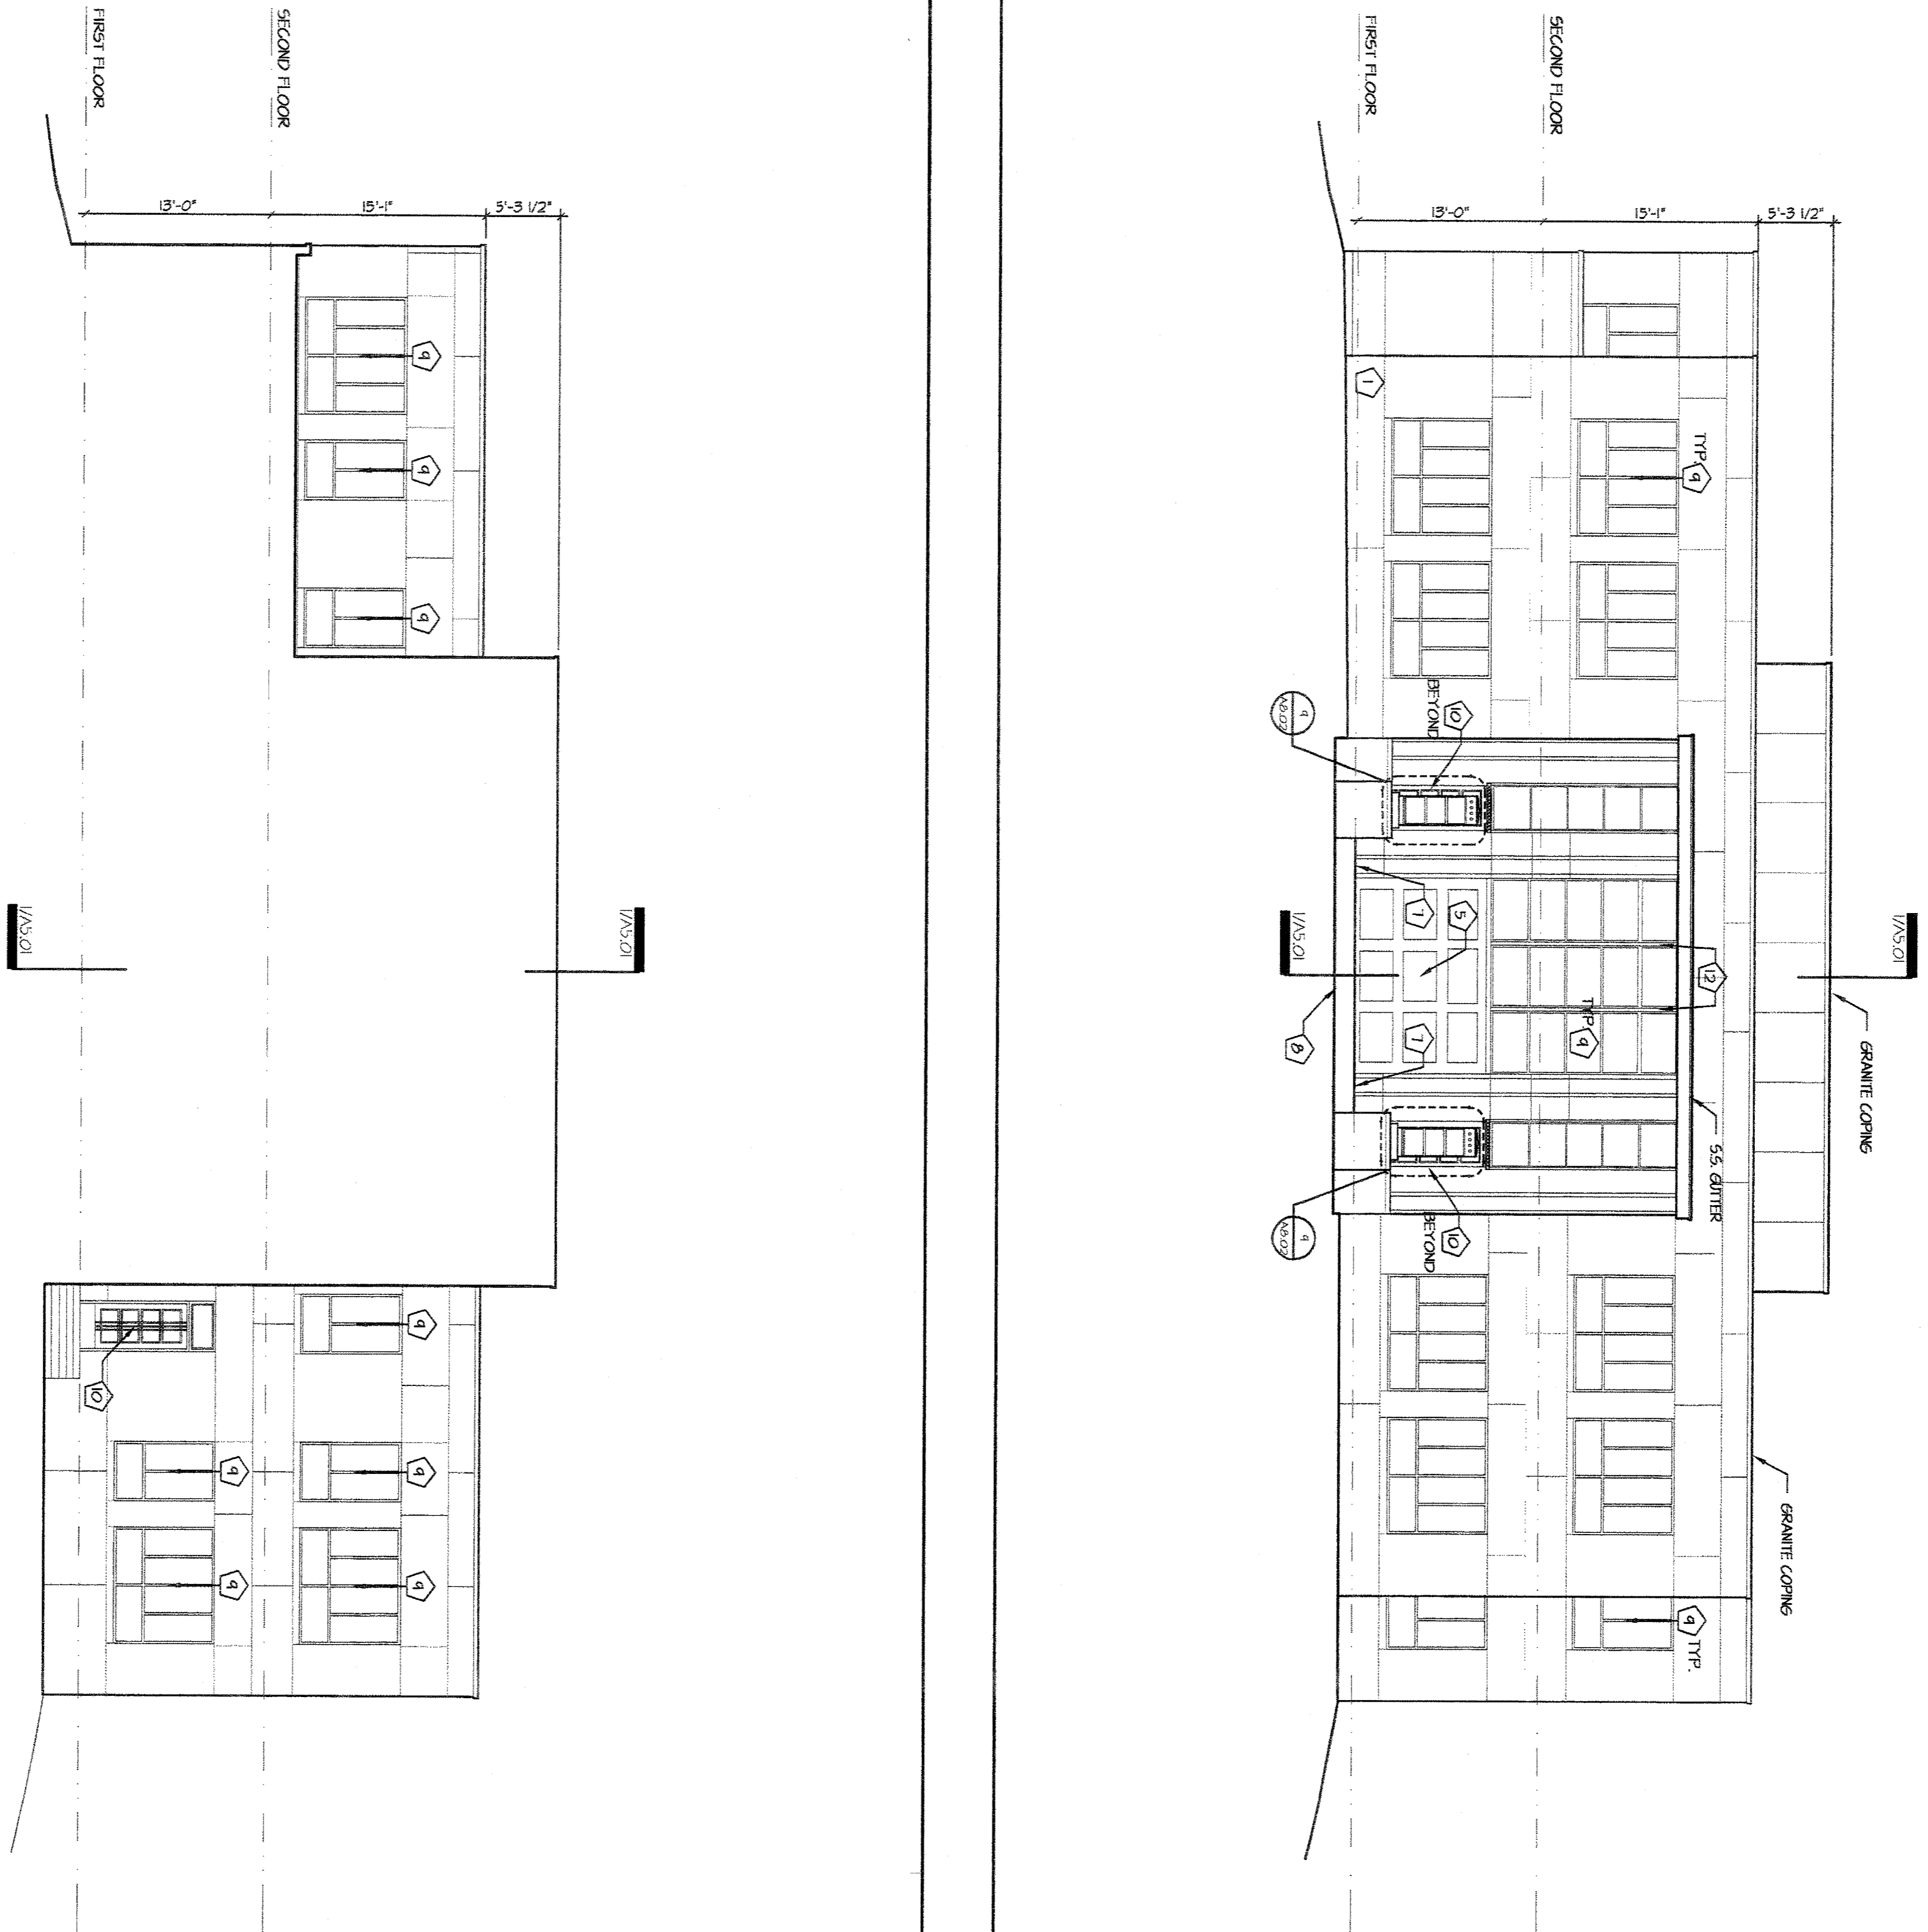 SECOND FLOOR
FIRST FLOOR
13'-0"
15'-1"
5'-3 1/2"
1
TYP.
9
BEYOND
10
9
A8.02
7
5
12
TYP.
9
7
8
1/A5.01
1/A5.01
GRANITE COPING
S.S. GUTTER
10
BEYOND
9
A8.02
GRANITE COPING
9
TYP.
SECOND FLOOR
FIRST FLOOR
13'-0"
15'-1"
5'-3 1/2"
9
9
9
1/A5.01
1/A5.01
9
10
9
9
9
9